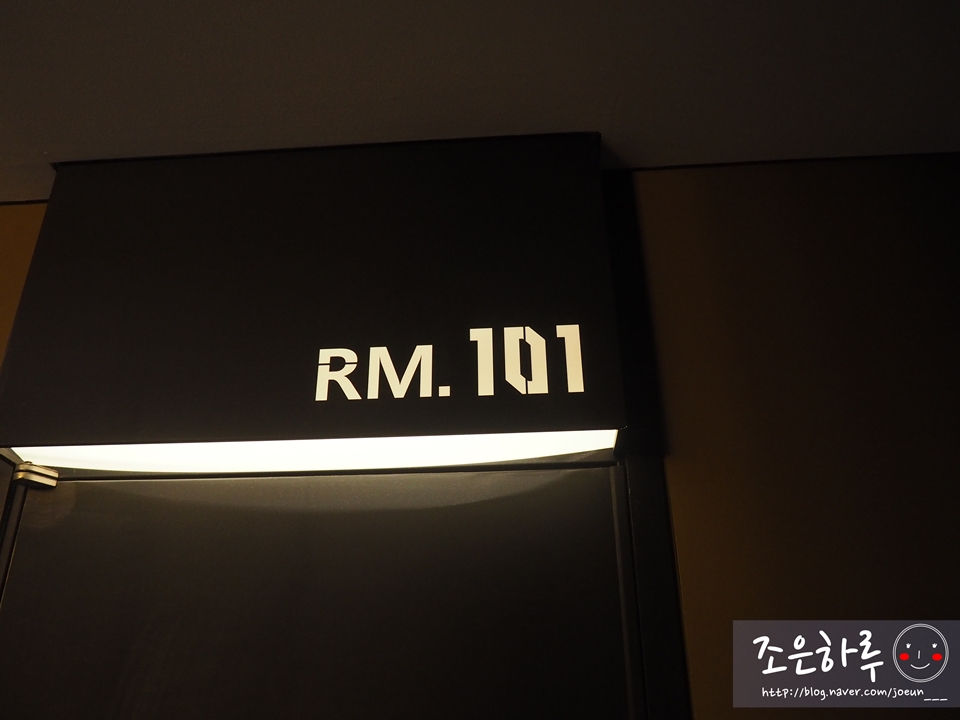 RM. 101
조은하루
http://blog.naver.com/joeun___